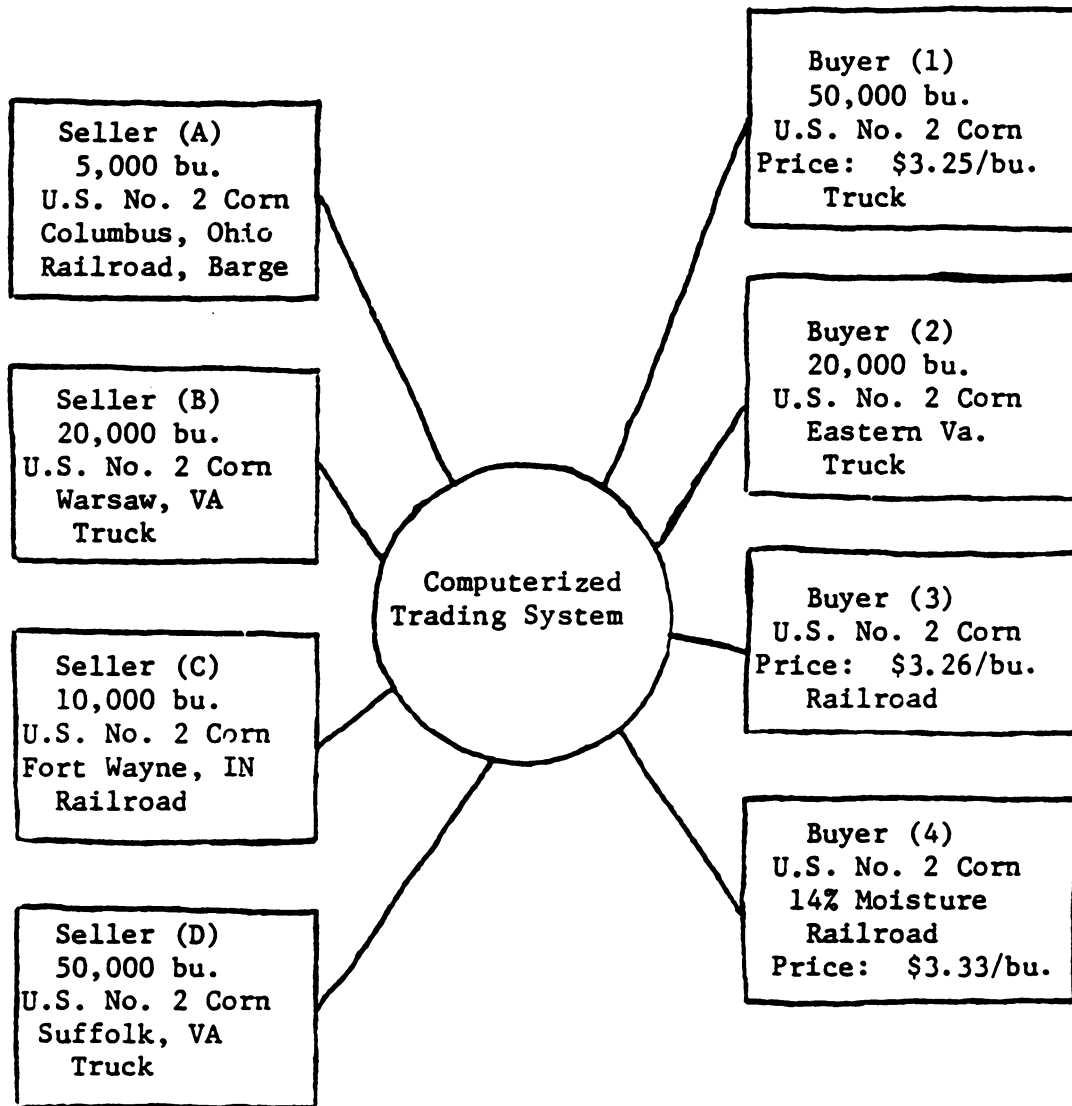 Seller (A)
5,000 bu.
U.S. No. 2 Corn
Columbus, Ohio
Railroad, Barge
Seller (B)
20,000 bu.
U.S. No. 2 Corn
Warsaw, VA
Truck
Seller (C)
10,000 bu.
U.S. No. 2 Corn
Fort Wayne, IN
Railroad
Seller (D)
50,000 bu.
U.S. No. 2 Corn
Suffolk, VA
Truck
Computerized
Trading System
Buyer (1)
50,000 bu.
U.S. No. 2 Corn
Price: $3.25/bu.
Truck
Buyer (2)
20,000 bu.
U.S. No. 2 Corn
Eastern Va.
Truck
Buyer (3)
U.S. No. 2 Corn
Price: $3.26/bu.
Railroad
Buyer (4)
U.S. No. 2 Corn
14% Moisture
Railroad
Price: $3.33/bu.